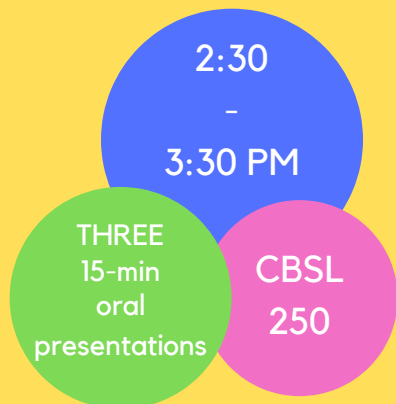 2:30
-
3:30 PM
THREE
15-min
oral
presentations
CBSL
250